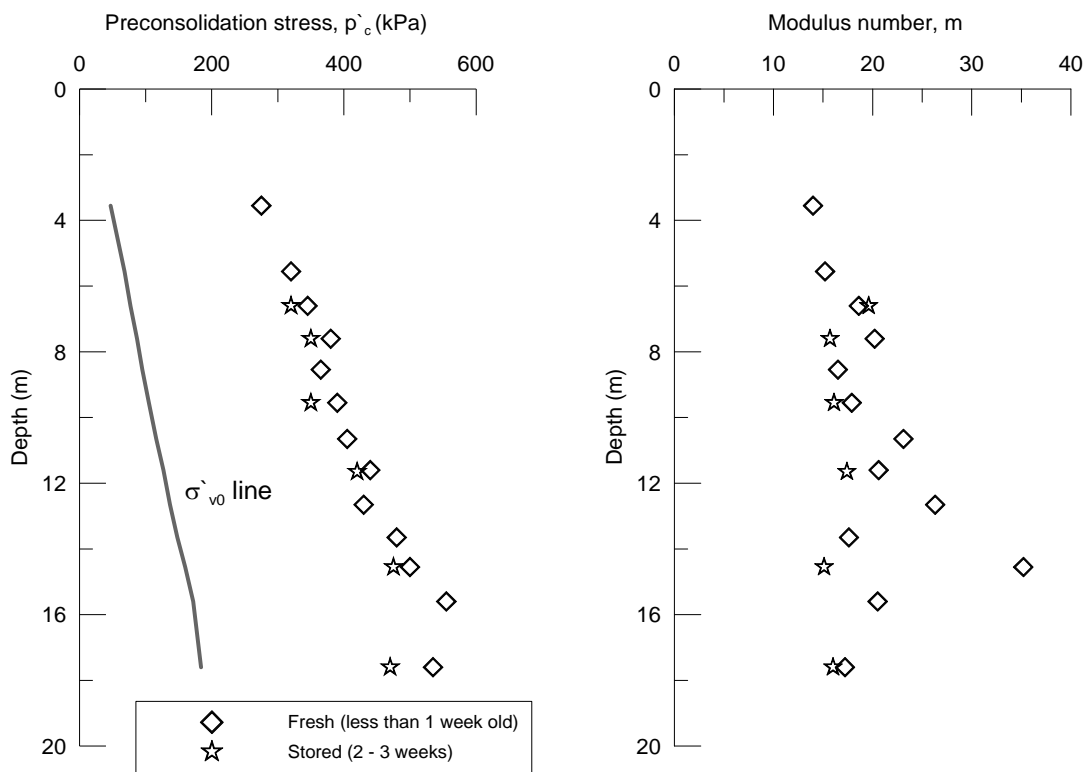 Preconsolidation stress, p`c (kPa)
0 200 400 600
0
4
8
12
16
20
Depth (m)
σ`v0 line
Fresh (less than 1 week old)
Stored (2 - 3 weeks)
Modulus number, m
0 10 20 30 40
0
4
8
12
16
20
Depth (m)